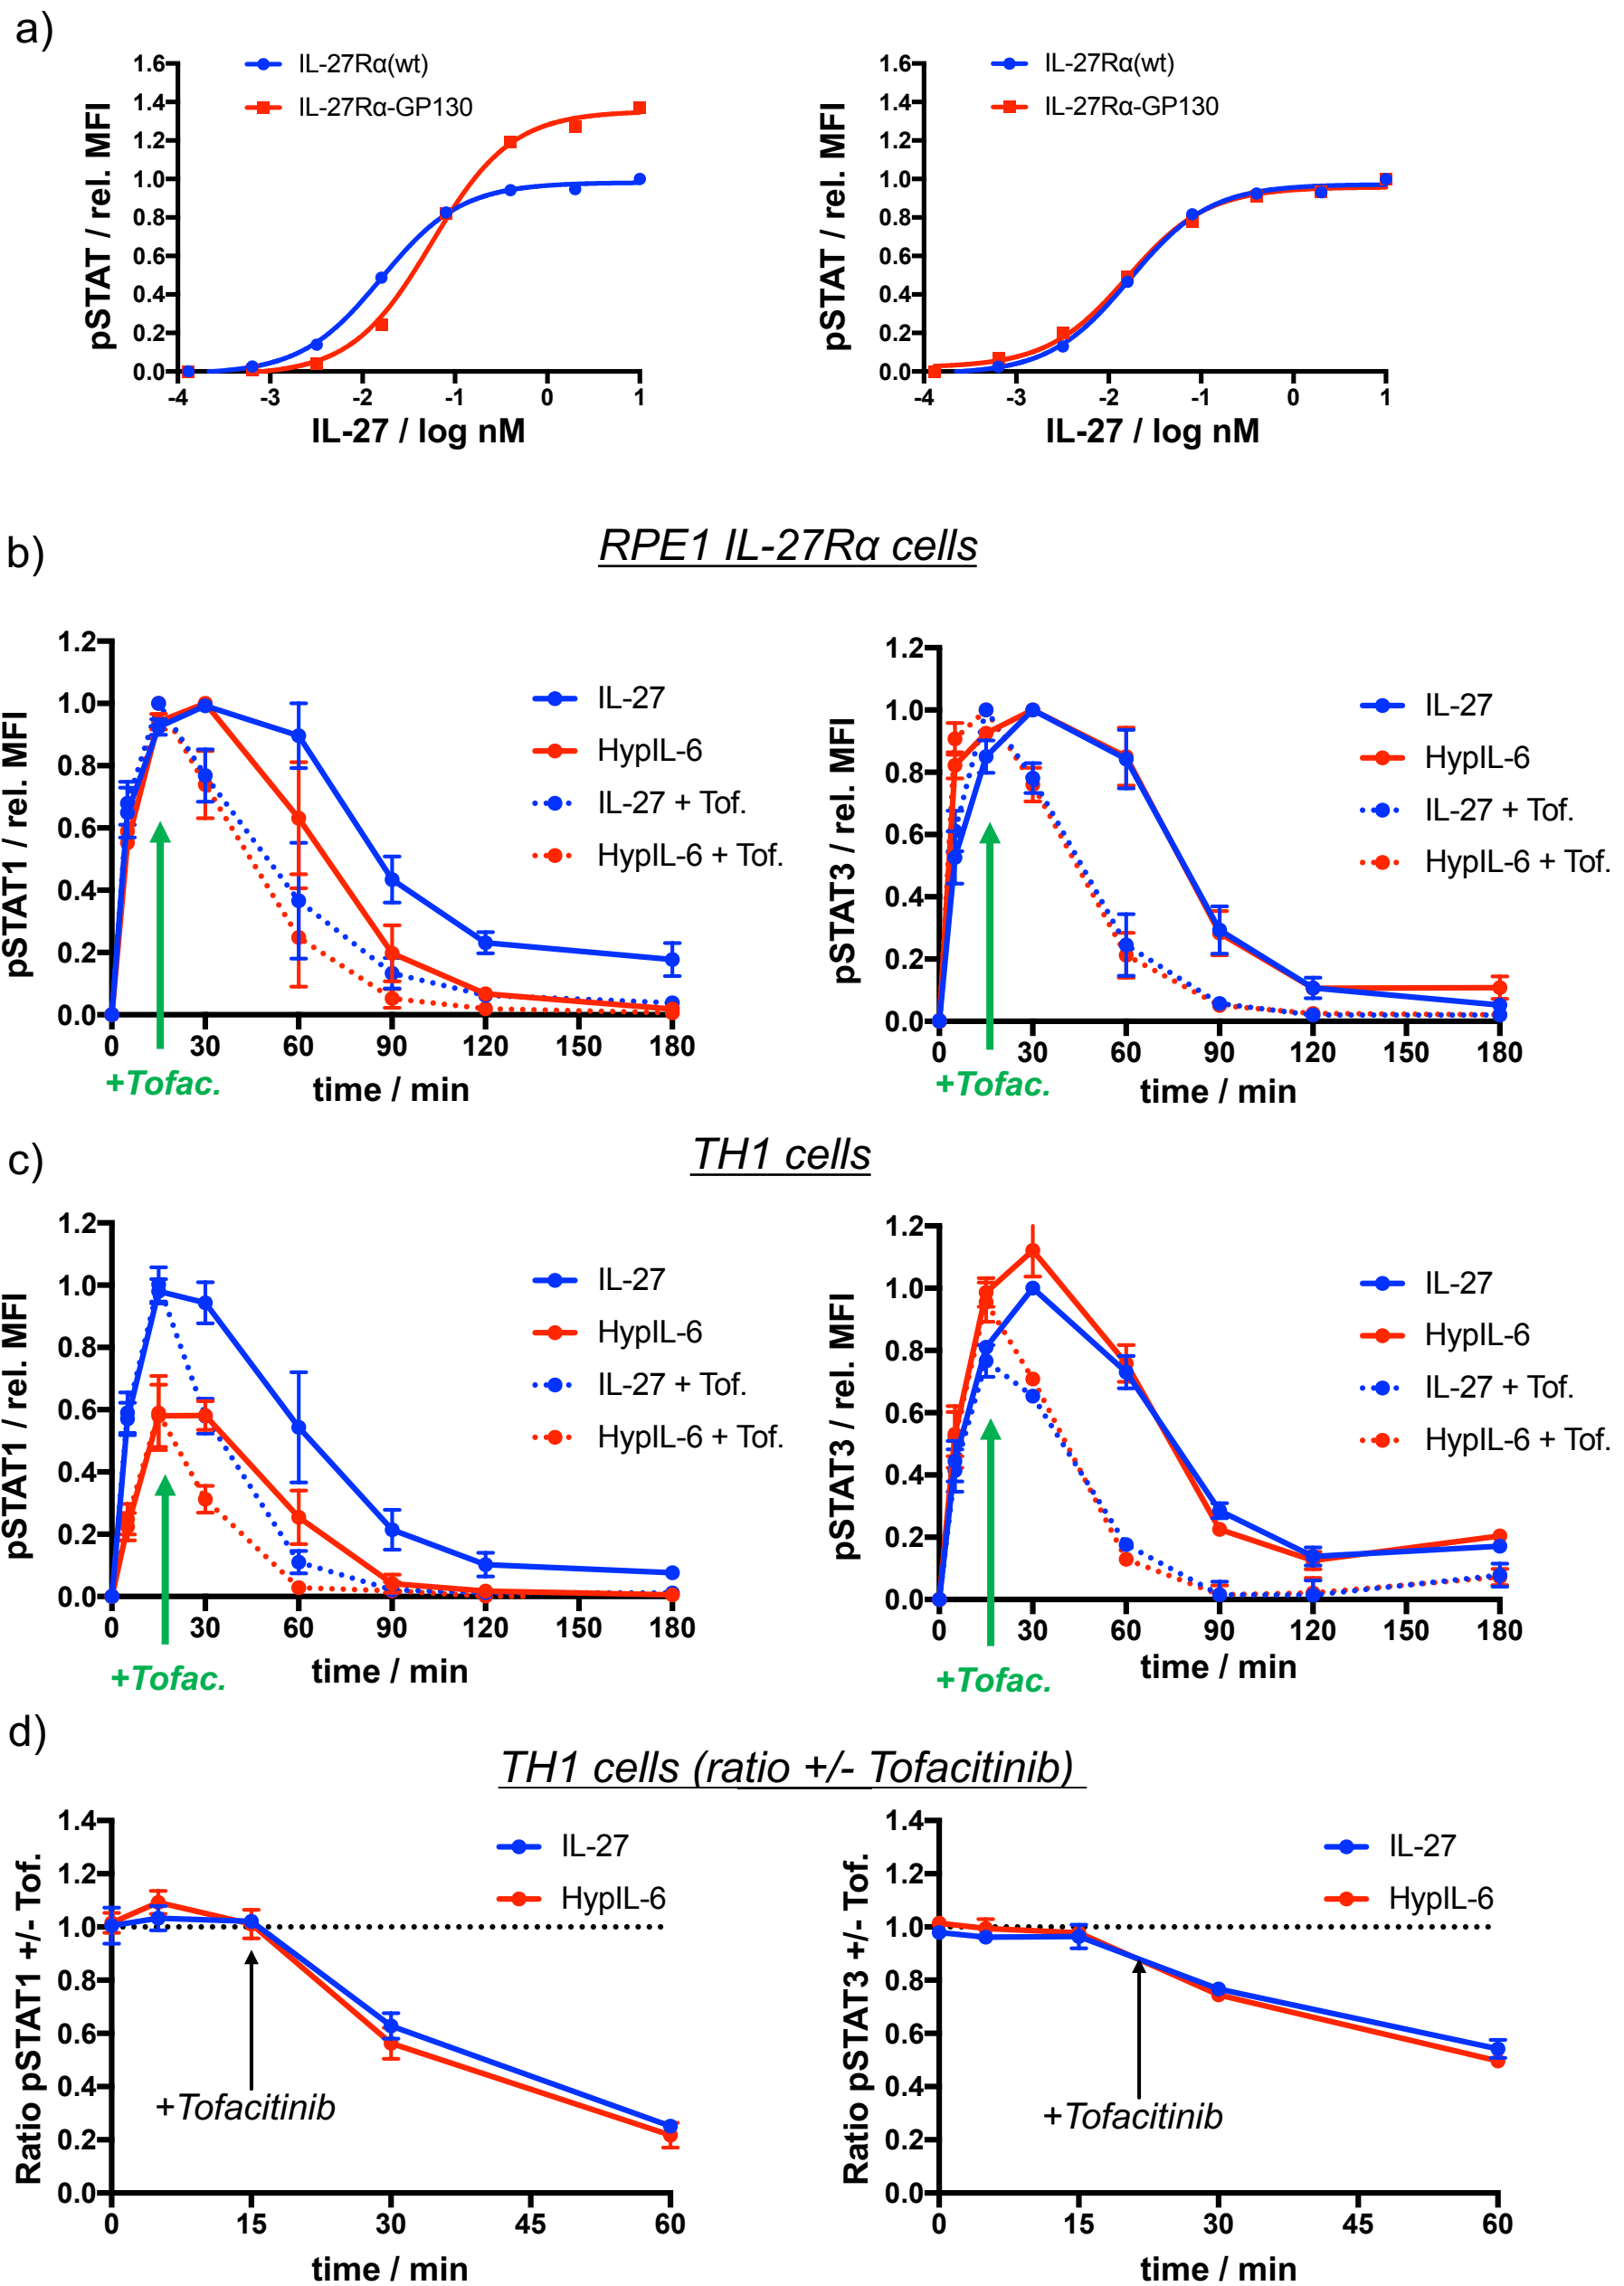 a)
IL-27Rα(wt)
IL-27Rα-GP130
pSTAT / rel. MFI
1.6
1.4
1.2
1.0
0.8
0.6
0.4
0.2
0.0
-4 -3 -2 -1 0 1
IL-27 / log nM
IL-27Rα(wt)
IL-27Rα-GP130
pSTAT / rel. MFI
1.6
1.4
1.2
1.0
0.8
0.6
0.4
0.2
0.0
-4 -3 -2 -1 0 1
IL-27 / log nM
b)
RPE1 IL-27Rα cells
pSTAT1 / rel. MFI
1.2
1.0
0.8
0.6
0.4
0.2
0.0
IL-27
HypIL-6
IL-27 + Tof.
HypIL-6 + Tof.
0 30 60 90 120 150 180
+Tofac.
time / min
pSTAT3 / rel. MFI
1.2
1.0
0.8
0.6
0.4
0.2
0.0
IL-27
HypIL-6
IL-27 + Tof.
HypIL-6 + Tof.
0 30 60 90 120 150 180
+Tofac.
time / min
c)
TH1 cells
pSTAT1 / rel. MFI
1.2
1.0
0.8
0.6
0.4
0.2
0.0
IL-27
HypIL-6
IL-27 + Tof.
HypIL-6 + Tof.
0 30 60 90 120 150 180
+Tofac.
time / min
pSTAT3 / rel. MFI
1.2
1.0
0.8
0.6
0.4
0.2
0.0
IL-27
HypIL-6
IL-27 + Tof.
HypIL-6 + Tof.
0 30 60 90 120 150 180
+Tofac.
time / min
d)
TH1 cells (ratio +/- Tofacitinib)
Ratio pSTAT1 +/- Tof.
1.4
1.2
1.0
0.8
0.6
0.4
0.2
0.0
IL-27
HypIL-6
+Tofacitinib
0 15 30 45 60
time / min
Ratio pSTAT3 +/- Tof.
1.4
1.2
1.0
0.8
0.6
0.4
0.2
0.0
IL-27
HypIL-6
+Tofacitinib
0 15 30 45 60
time / min